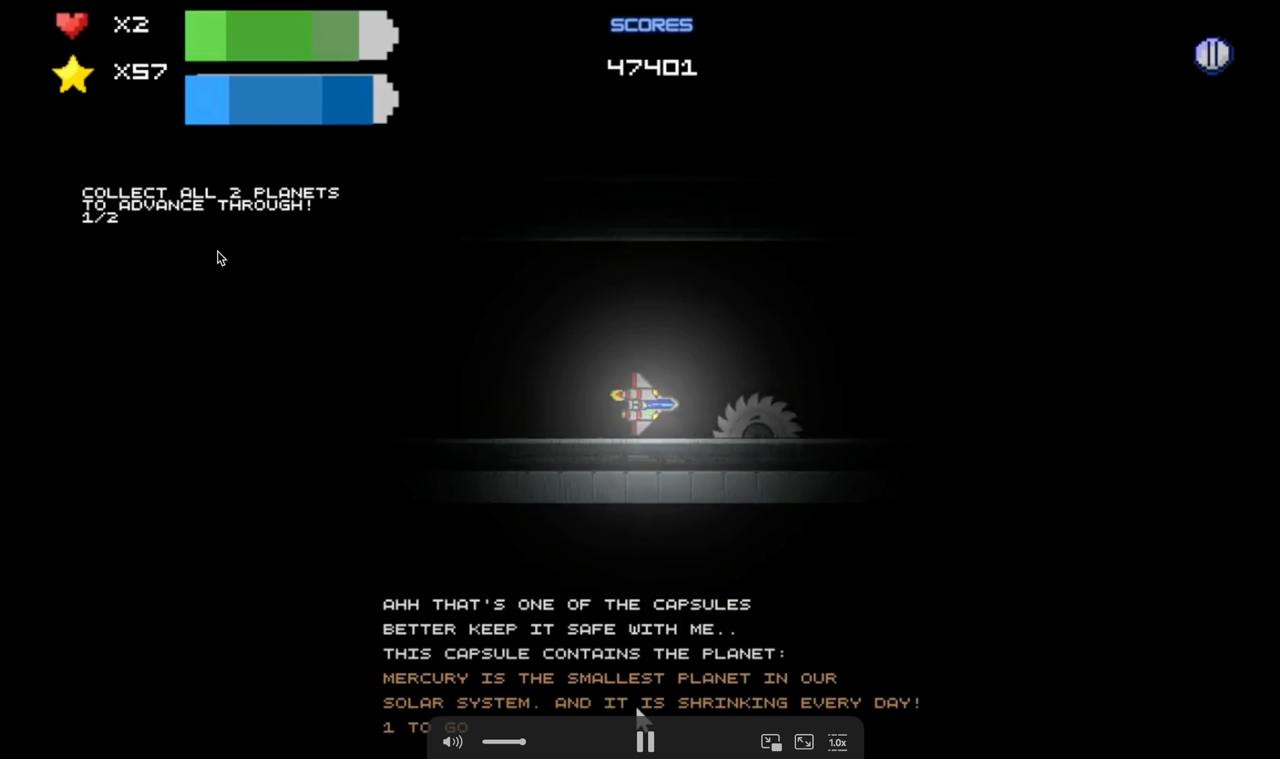 X2
X57
SCORES
47401
COLLECT ALL 2 PLANETS
TO ADVANCE THROUGH!
1/2
AHH THAT'S ONE OF THE CAPSULES
BETTER KEEP IT SAFE WITH ME..
THIS CAPSULE CONTAINS THE PLANET:
MERCURY IS THE SMALLEST PLANET IN OUR
SOLAR SYSTEM. AND IT IS SHRINKING EVERY DAY!
1 TO GO
1.0x